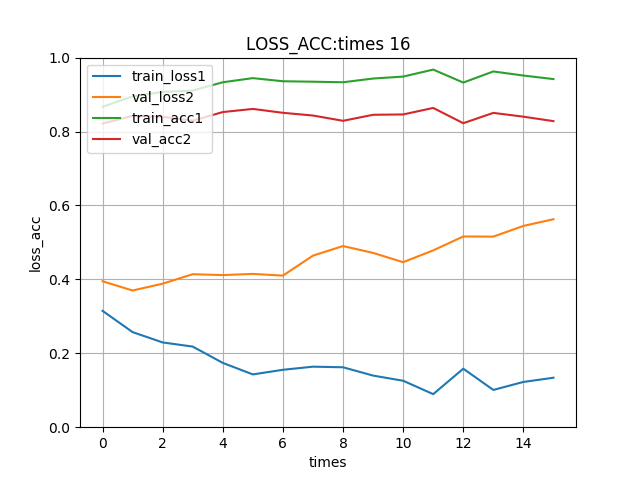 LOSS_ACC:times 16
1.0
0.8
0.6
0.4
0.2
0.0
loss_acc
train_loss1
val_loss2
train_acc1
val_acc2
0 2 4 6 8 10 12 14
times